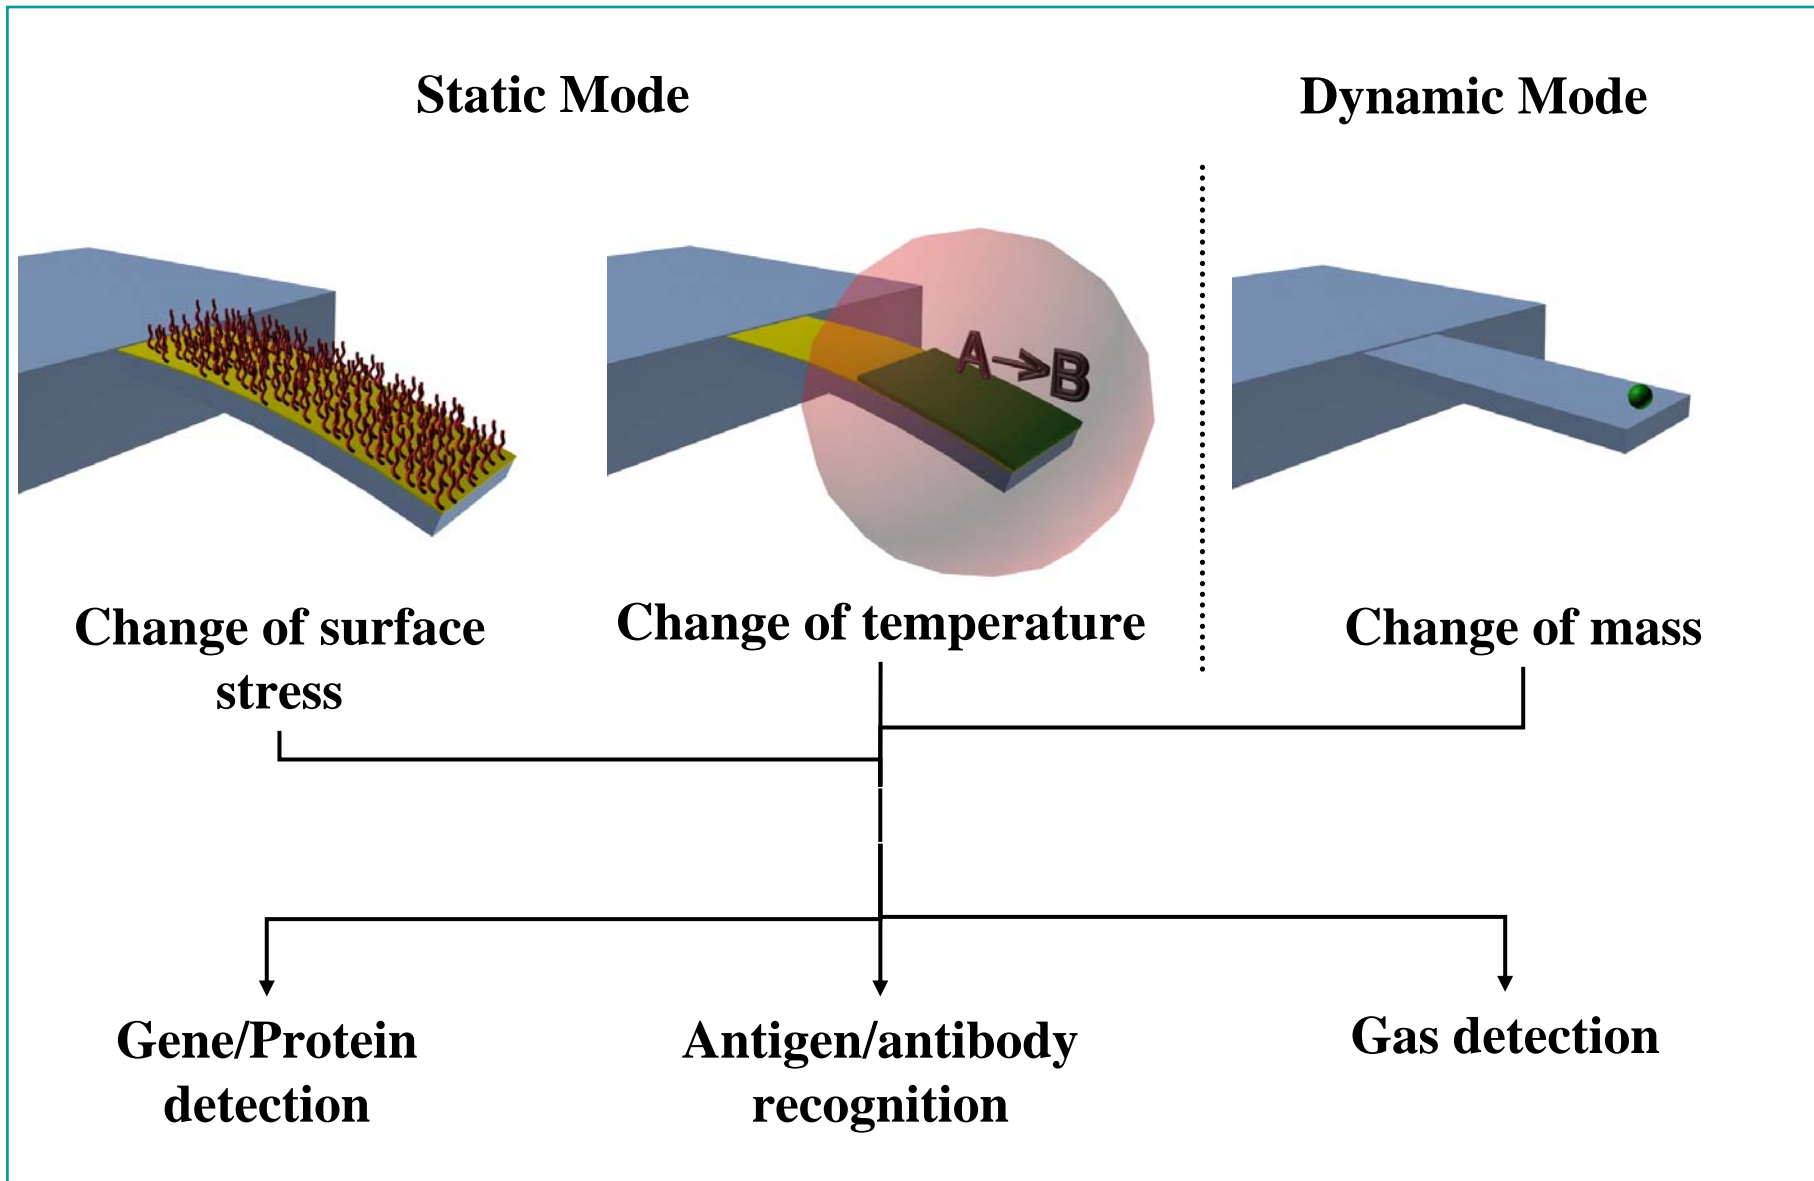 Static Mode
Dynamic Mode
A→B
Change of surface
stress
Change of temperature
Change of mass
Gene/Protein
detection
Antigen/antibody
recognition
Gas detection